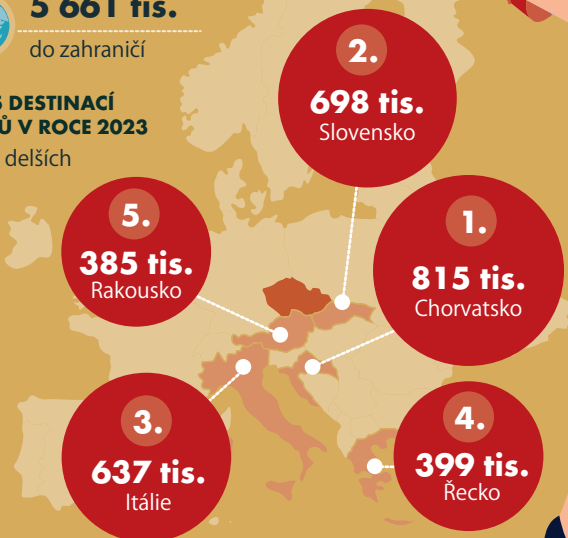 5 661 tis.
do zahraničí
5 DESTINACÍ
Ů V ROCE 2023
delších
2.
698 tis.
Slovensko
5.
385 tis.
Rakousko
1.
815 tis.
Chorvatsko
3.
637 tis.
Itálie
4.
399 tis.
Řecko